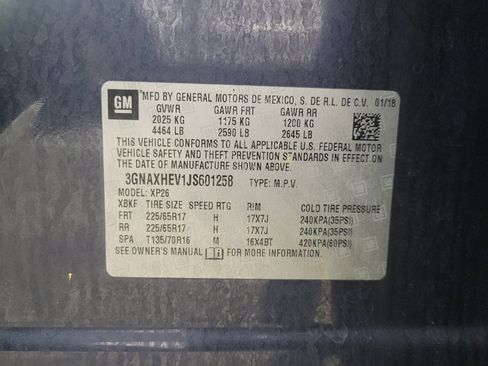 GM
MFD BY GENERAL MOTORS DE MEXICO, S. DE R.L. DE C.V. 01/18
GVWR GAWR FRT GAWR RR
2025 KG 1175 KG 1200 KG
4464 LB 2590 LB 2645 LB
THIS VEHICLE CONFORMS TO ALL APPLICABLE U.S. FEDERAL MOTOR
VEHICLE SAFETY AND THEFT PREVENTION STANDARDS IN EFFECT ON
THE DATE OF MANUFACTURE SHOWN ABOVE.
3GNAXHEV1JS601258 TYPE: M.P.V.
MODEL: XP26
XBKF TIRE SIZE SPEED RTG RIM COLD TIRE PRESSURE
FRT 225/65R17 H 17X7J 240KPA(35PSI)
RR 225/65R17 H 17X7J 240KPA(35PSI)
SPA T135/70R16 M 16X4BT 420KPA(60PSI)
SEE OWNER'S MANUAL FOR MORE INFORMATION